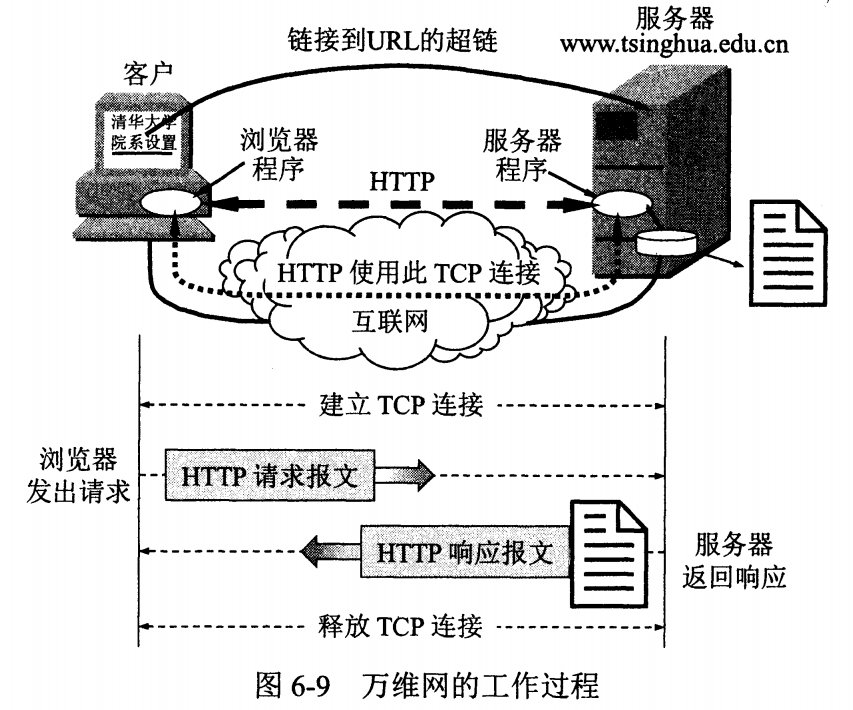 服务器
www.tsinghua.edu.cn
链接到URL的超链
客户
清华大学
院系设置
浏览器
程序
服务器
程序
HTTP
HTTP 使用此 TCP 连接
互联网
建立 TCP 连接
浏览器
发出请求
HTTP 请求报文
HTTP 响应报文
服务器
返回响应
释放 TCP 连接
图 6-9 万维网的工作过程